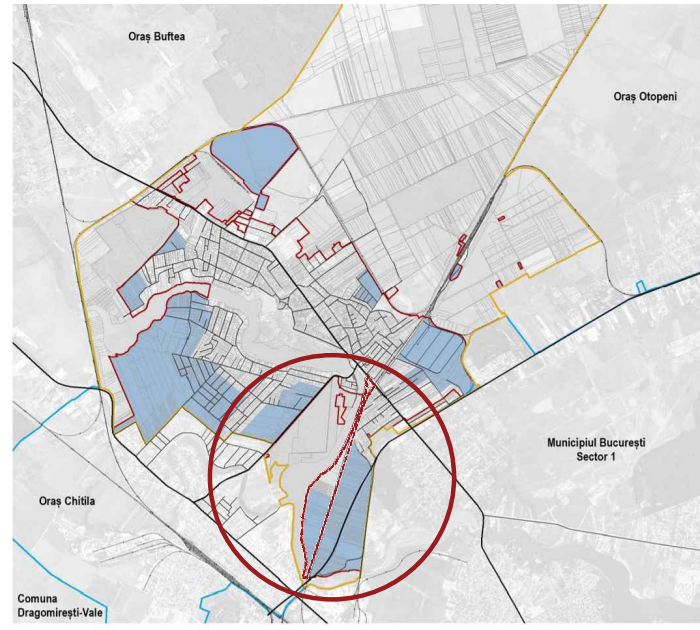 Oraș Buftea
Oraș Otopeni
Municipiul București
Sector 1
Oraș Chitila
Comuna
Dragomirești-Vale